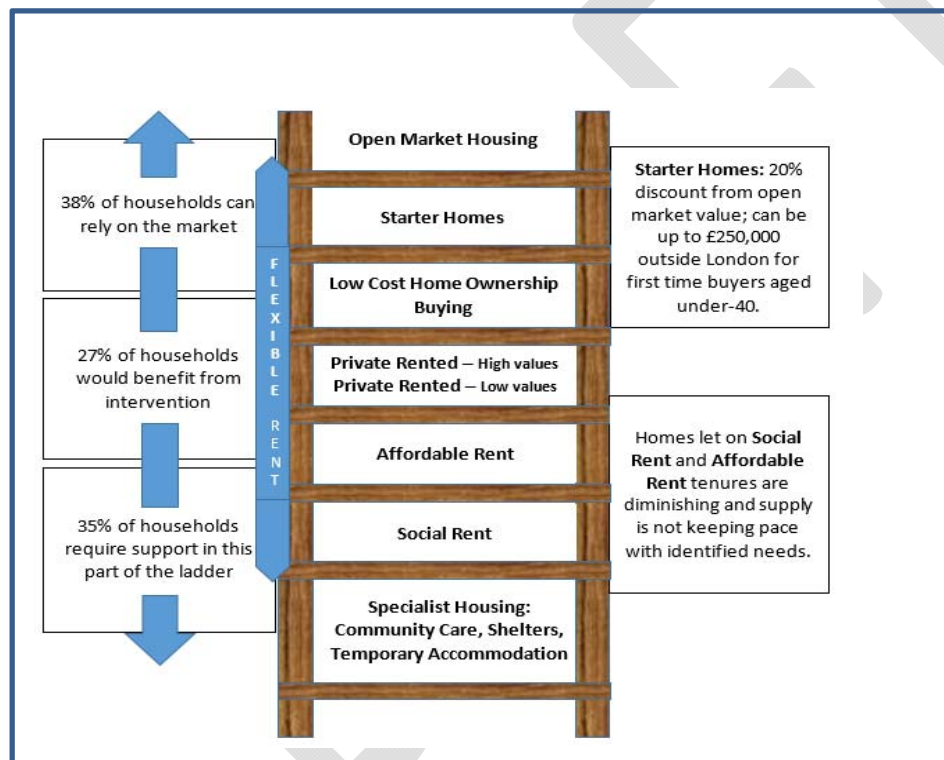 Open Market Housing
Starter Homes
Low Cost Home Ownership
Buying
Private Rented – High values
Private Rented – Low values
Affordable Rent
Social Rent
Specialist Housing:
Community Care, Shelters,
Temporary Accommodation
38% of households can
rely on the market
27% of households
would benefit from
intervention
35% of households
require support in this
part of the ladder
FLEXIBLE RENT
Starter Homes: 20%
discount from open
market value; can be
up to £250,000
outside London for
first time buyers aged
under-40.
Homes let on Social
Rent and Affordable
Rent tenures are
diminishing and supply
is not keeping pace
with identified needs.